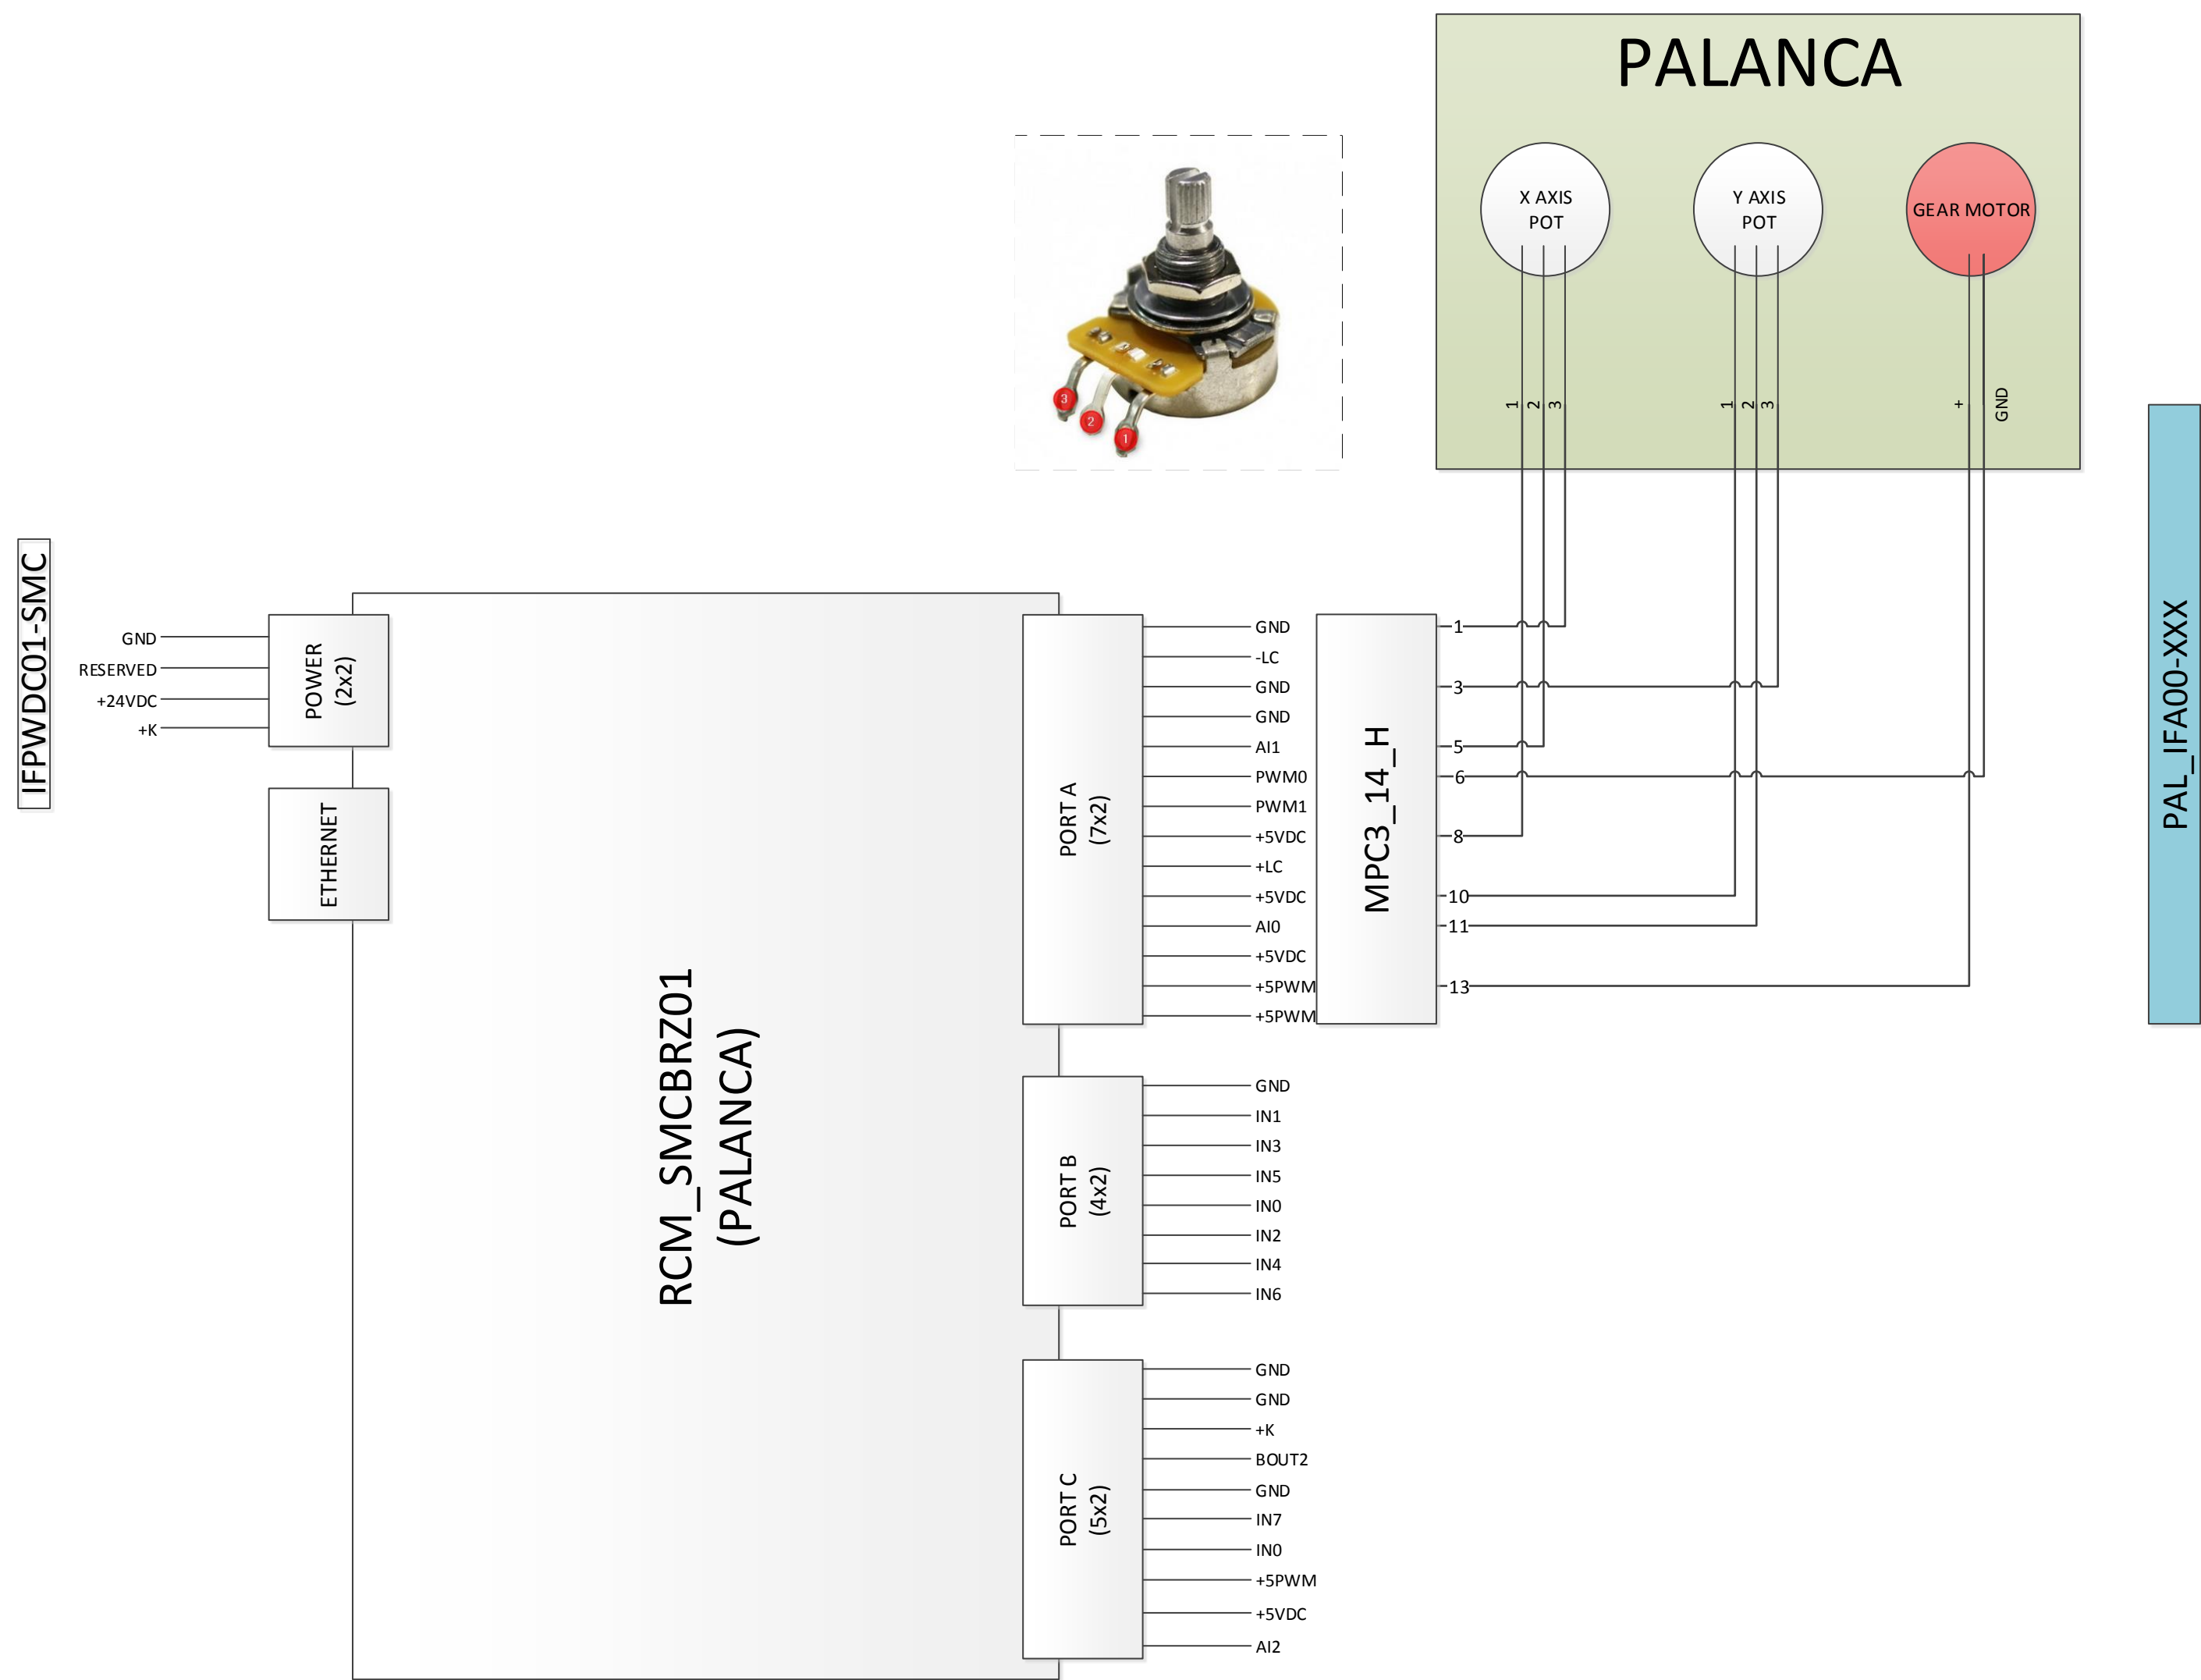 PALANCA
X AXIS
POT
Y AXIS
POT
GEAR MOTOR
3
2
1
1
2
3
1
2
3
+
GND
IFPWDC01-SMC
GND
RESERVED
+24VDC
+K
POWER
(2x2)
ETHERNET
RCM_SMCBRZ01
(PALANCA)
PORT A
(7x2)
GND
-LC
GND
GND
AI1
PWM0
PWM1
+5VDC
+LC
+5VDC
AI0
+5VDC
+5PWM
+5PWM
MPC3_14_H
1
3
5
6
8
10
11
13
PAL_IFA00-XXX
PORT B
(4x2)
GND
IN1
IN3
IN5
IN0
IN2
IN4
IN6
PORT C
(5x2)
GND
GND
+K
BOUT2
GND
IN7
IN0
+5PWM
+5VDC
AI2